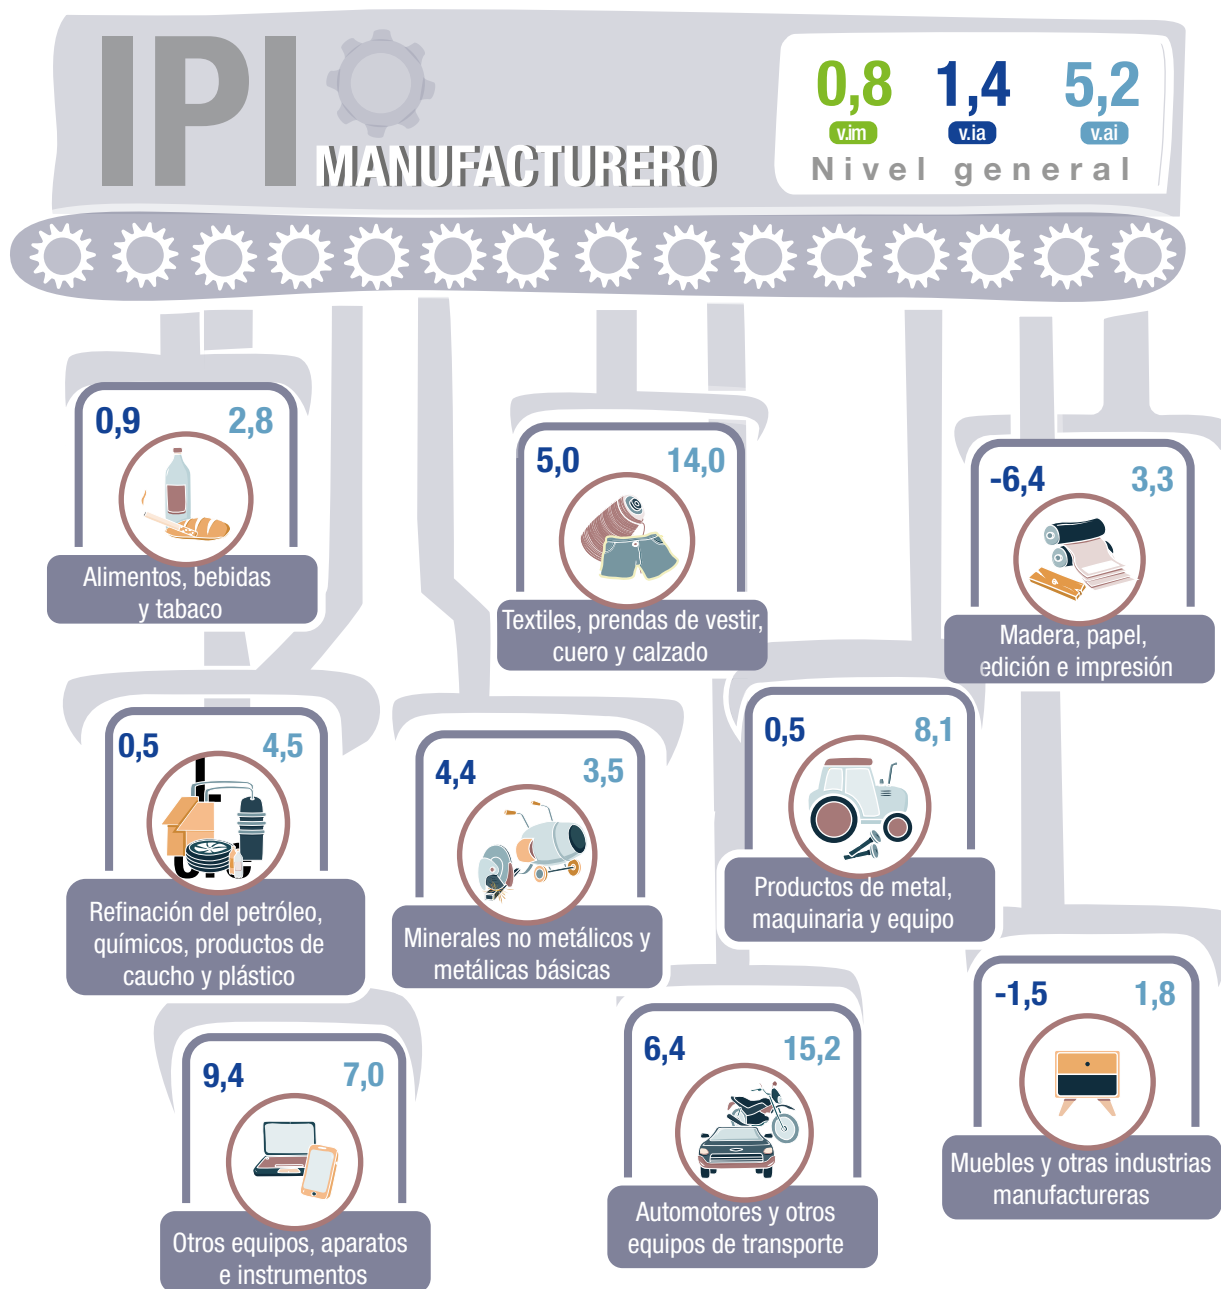 IPI
MANUFACTURERO
0,8 1,4 5,2
v.im v.ia v.ai
Nivel general
0,9 2,8
Alimentos, bebidas
y tabaco
5,0 14,0
Textiles, prendas de vestir,
cuero y calzado
-6,4 3,3
Madera, papel,
edición e impresión
0,5 4,5
Refinación del petróleo,
químicos, productos de
caucho y plástico
4,4 3,5
Minerales no metálicos y
metálicas básicas
0,5 8,1
Productos de metal,
maquinaria y equipo
9,4 7,0
Otros equipos, aparatos
e instrumentos
6,4 15,2
Automotores y otros
equipos de transporte
-1,5 1,8
Muebles y otras industrias
manufactureras